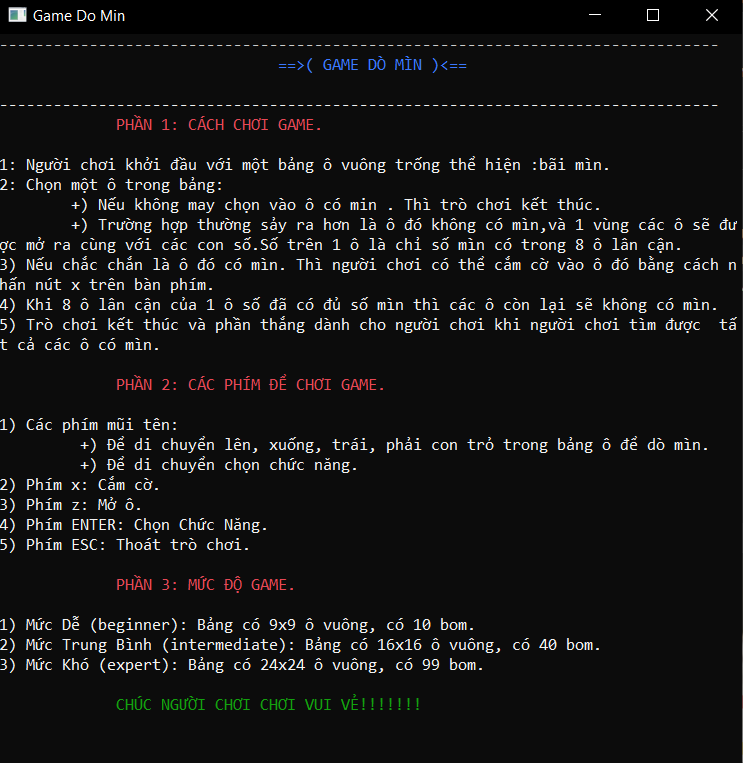 Game Do Min
--------------------------------------------------------------------------------
==>( GAME DÒ MÌN )<==
--------------------------------------------------------------------------------
PHẦN 1: CÁCH CHƠI GAME.
1: Người chơi khởi đầu với một bảng ô vuông trống thể hiện :bãi mìn.
2: Chọn một ô trong bảng:
+) Nếu không may chọn vào ô có min . Thì trò chơi kết thúc.
+) Trường hợp thường sảy ra hơn là ô đó không có mìn,và 1 vùng các ô sẽ đư
ợc mở ra cùng với các con số.Số trên 1 ô là chỉ số mìn có trong 8 ô lân cận.
3) Nếu chắc chắn là ô đó có mìn. Thì người chơi có thể cắm cờ vào ô đó bằng cách n
hấn nút x trên bàn phím.
4) Khi 8 ô lân cận của 1 ô số đã có đủ số mìn thì các ô còn lại sẽ không có mìn.
5) Trò chơi kết thúc và phần thắng dành cho người chơi khi người chơi tìm được  tấ
t cả các ô có mìn.
PHẦN 2: CÁC PHÍM ĐỂ CHƠI GAME.
1) Các phím mũi tên:
+) Để di chuyển lên, xuống, trái, phải con trỏ trong bảng ô để dò mìn.
+) Để di chuyển chọn chức năng.
2) Phím x: Cắm cờ.
3) Phím z: Mở ô.
4) Phím ENTER: Chọn Chức Năng.
5) Phím ESC: Thoát trò chơi.
PHẦN 3: MỨC ĐỘ GAME.
1) Mức Dễ (beginner): Bảng có 9x9 ô vuông, có 10 bom.
2) Mức Trung Bình (intermediate): Bảng có 16x16 ô vuông, có 40 bom.
3) Mức Khó (expert): Bảng có 24x24 ô vuông, có 99 bom.
CHÚC NGƯỜI CHƠI CHƠI VUI VẺ!!!!!!!